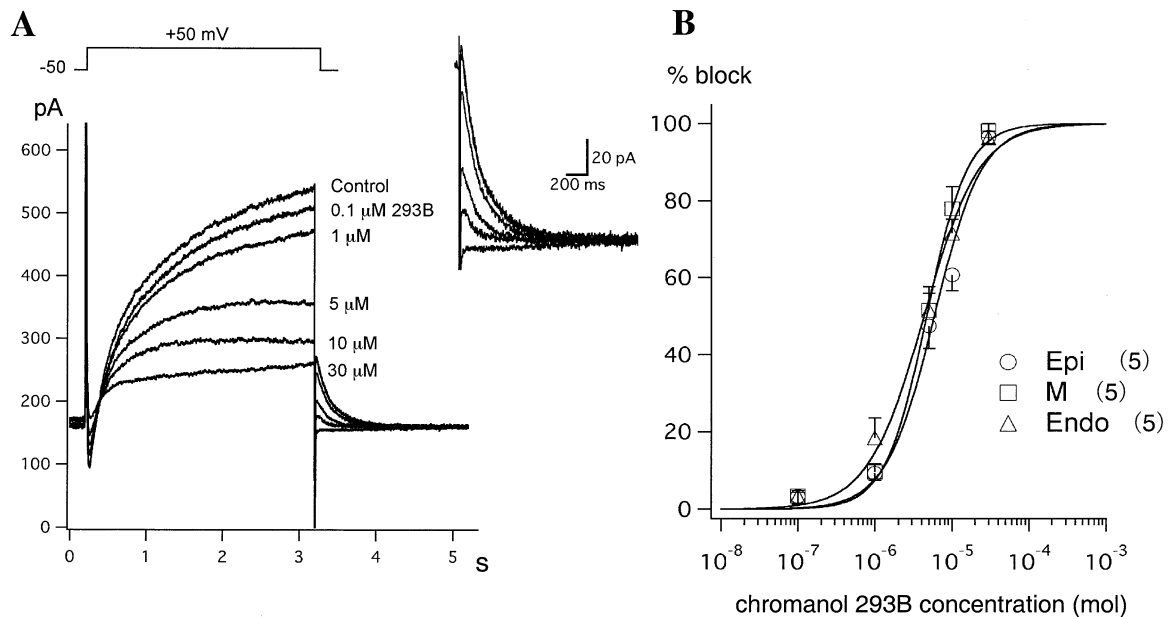 A
+50 mV
-50
pA
600
500
400
300
200
100
0
Control
0.1 μM 293B
1 μM
5 μM
10 μM
30 μM
0 1 2 3 4 5 s
20 pA
200 ms
B
% block
100
80
60
40
20
0
Epi (5)
M (5)
Endo (5)
10-8 10-7 10-6 10-5 10-4 10-3
chromanol 293B concentration (mol)